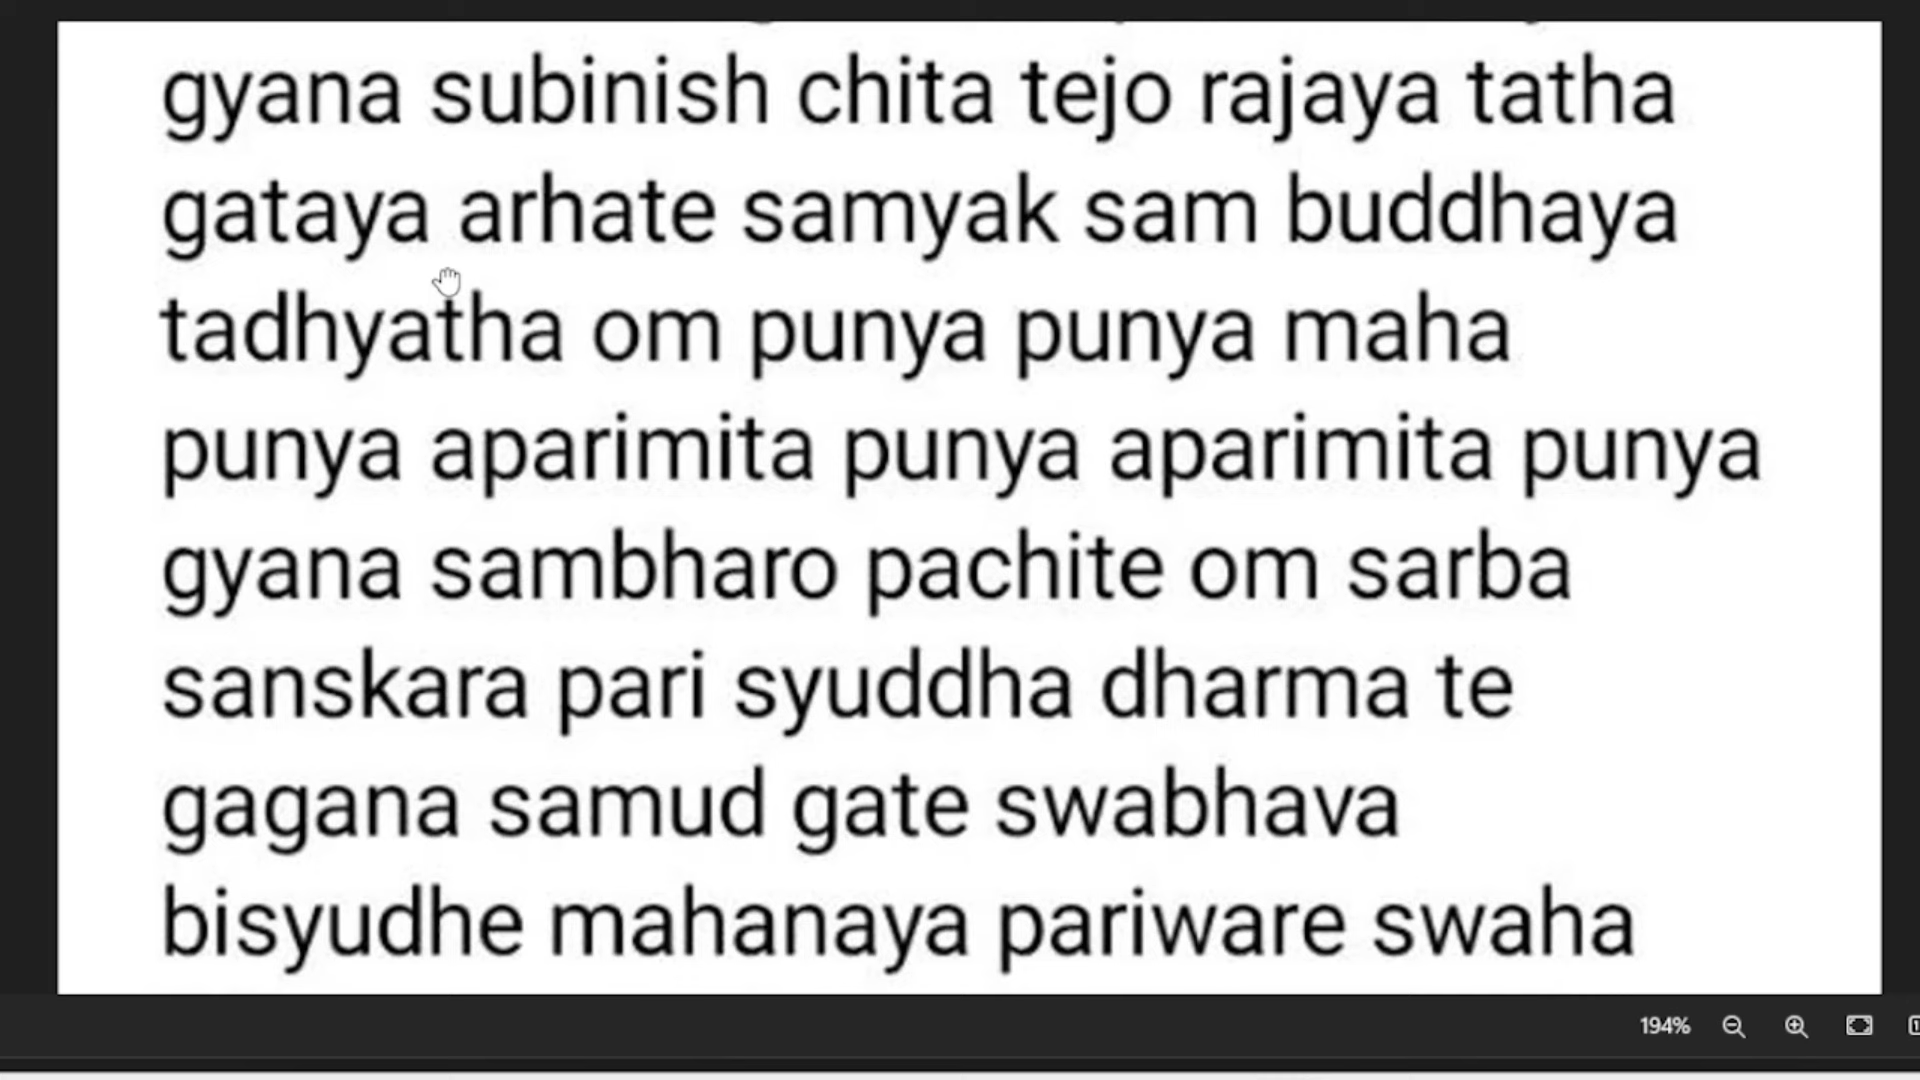 gyana subinish chita tejo rajaya tatha
gataya arhate samyak sam buddhaya
tadhyatha om punya punya maha
punya aparimita punya aparimita punya
gyana sambharo pachite om sarba
sanskara pari syuddha dharma te
gagana samud gate swabhava
bisyudhe mahanaya pariware swaha
194%